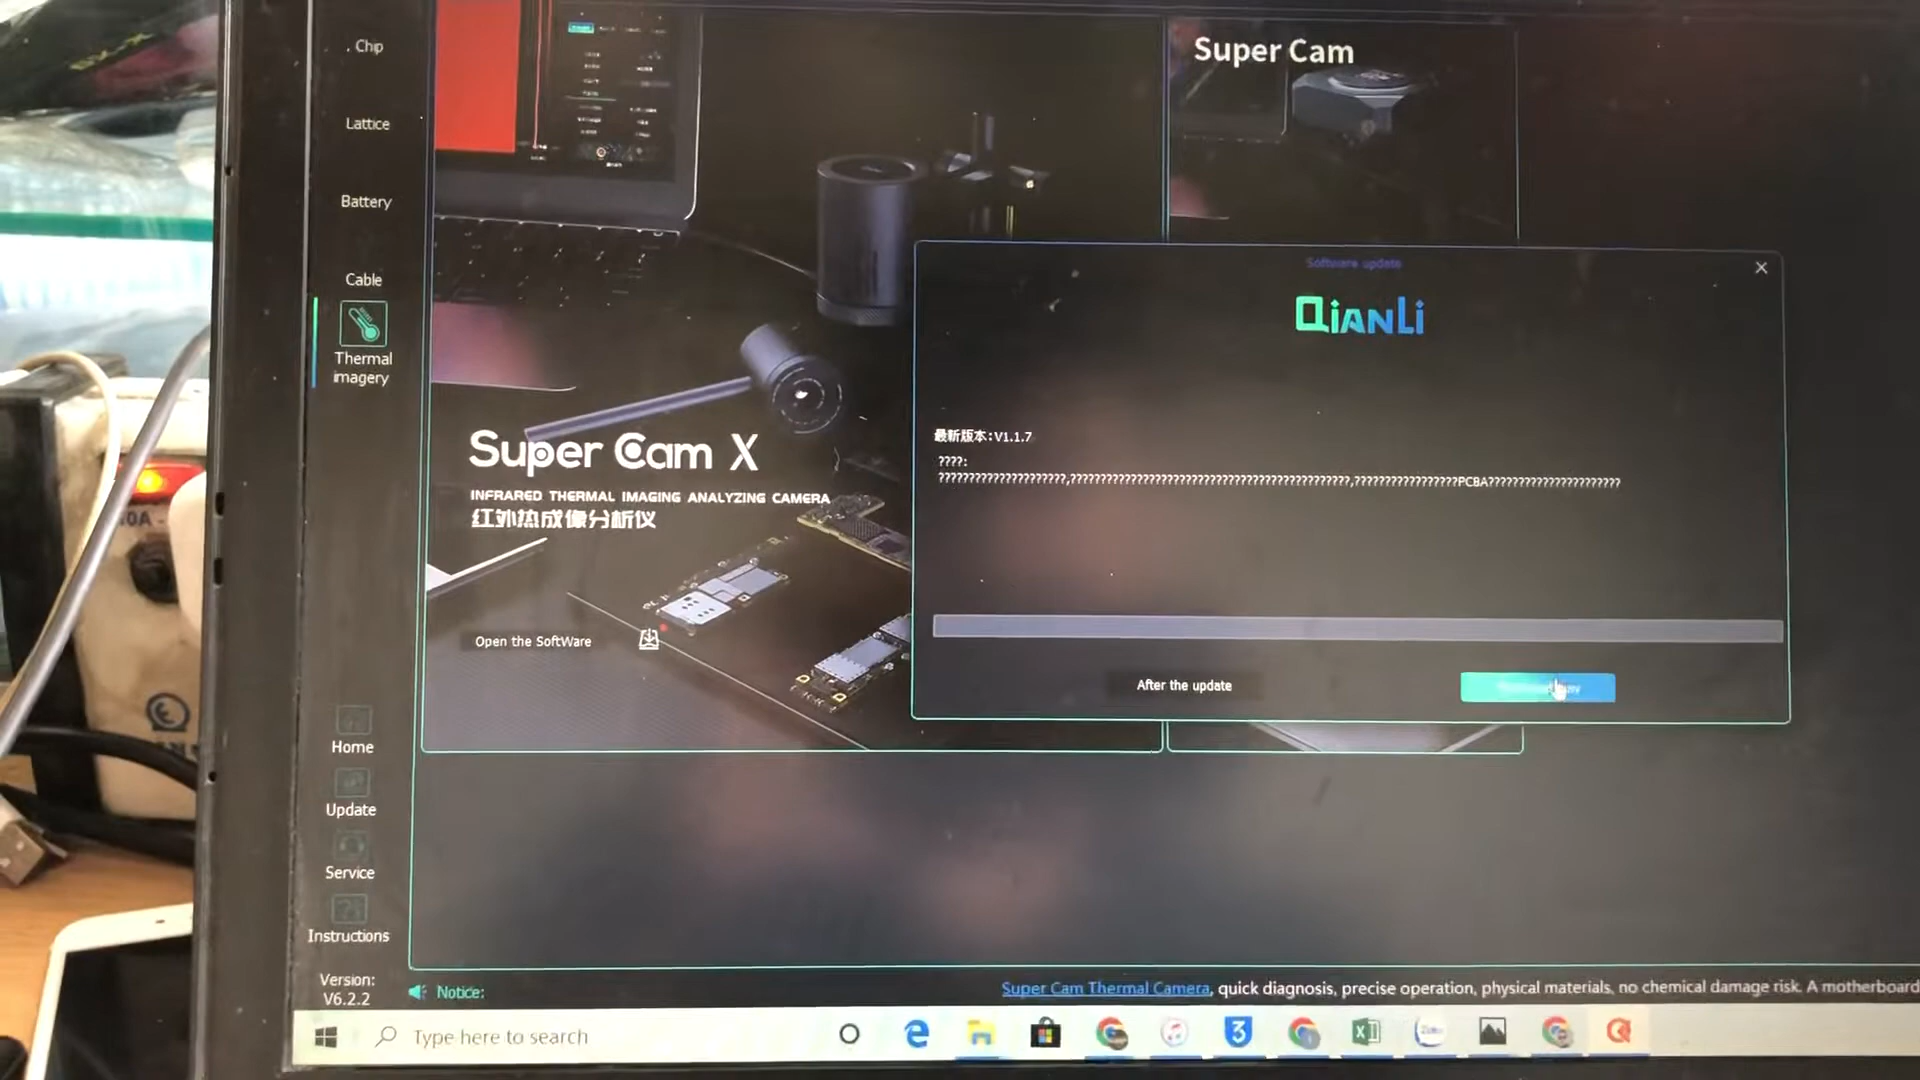 Chip
Lattice
Battery
Cable
Thermal
imagery
Home
Update
Service
Instructions
Version:
V6.2.2
Super Cam X
INFRARED THERMAL IMAGING ANALYZING CAMERA
红外热成像分析仪
Open the SoftWare
Super Cam
Software update
QIANLI
最新版本:V1.1.7
????:
?????????????????????,??????????????????????????????????????????????,?????????????????PCBA??????????????????????
After the update
Notice:
Super Cam Thermal Camera, quick diagnosis, precise operation, physical materials, no chemical damage risk. A motherboard
Type here to search